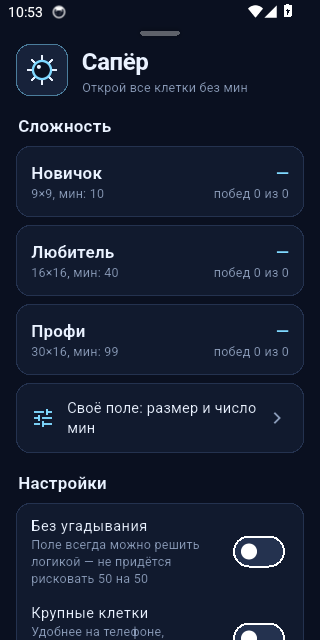 10:53
Сапёр
Открой все клетки без мин
Сложность
Новичок
—
9×9, мин: 10
побед 0 из 0
Любитель
—
16×16, мин: 40
побед 0 из 0
Профи
—
30×16, мин: 99
побед 0 из 0
Своё поле: размер и число
мин
Настройки
Без угадывания
Поле всегда можно решить
логикой — не придётся
рисковать 50 на 50
Крупные клетки
Удобнее на телефоне,